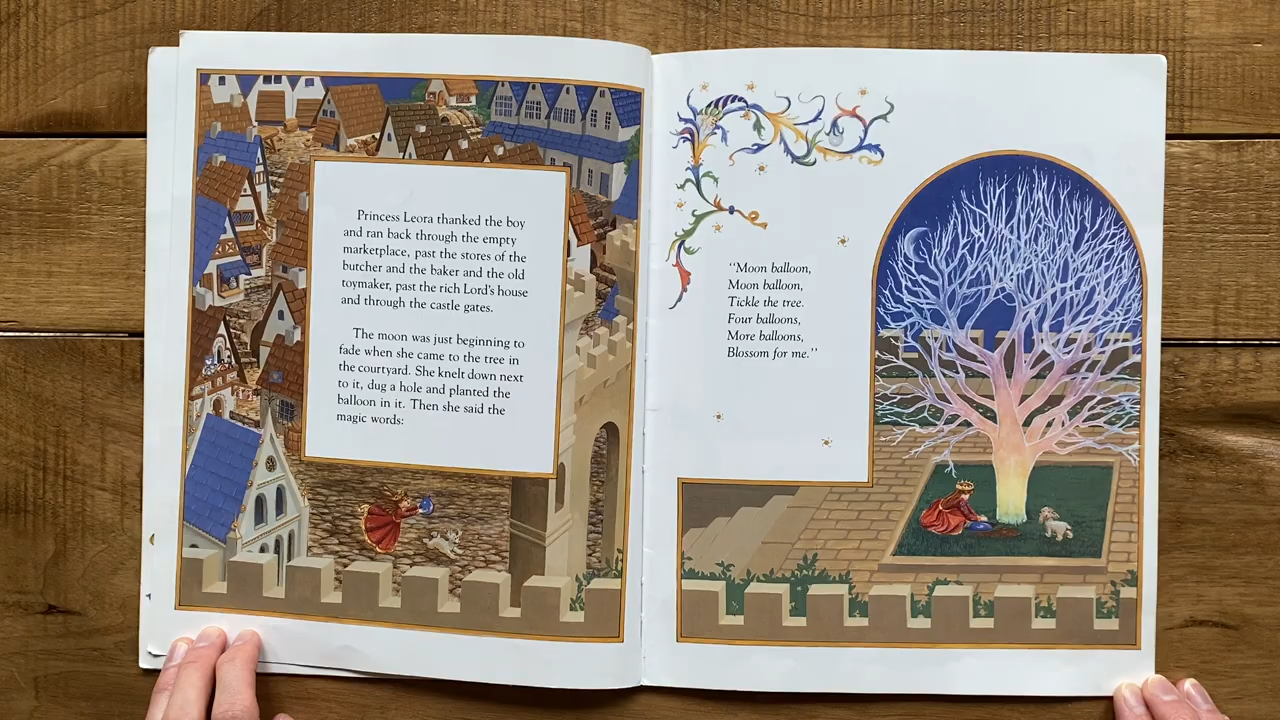 Princess Leora thanked the boy
and ran back through the empty
marketplace, past the stores of the
butcher and the baker and the old
toymaker, past the rich Lord's house
and through the castle gates.
The moon was just beginning to
fade when she came to the tree in
the courtyard. She knelt down next
to it, dug a hole and planted the
balloon in it. Then she said the
magic words:
“Moon balloon,
Moon balloon,
Tickle the tree.
Four balloons,
More balloons,
Blossom for me.”